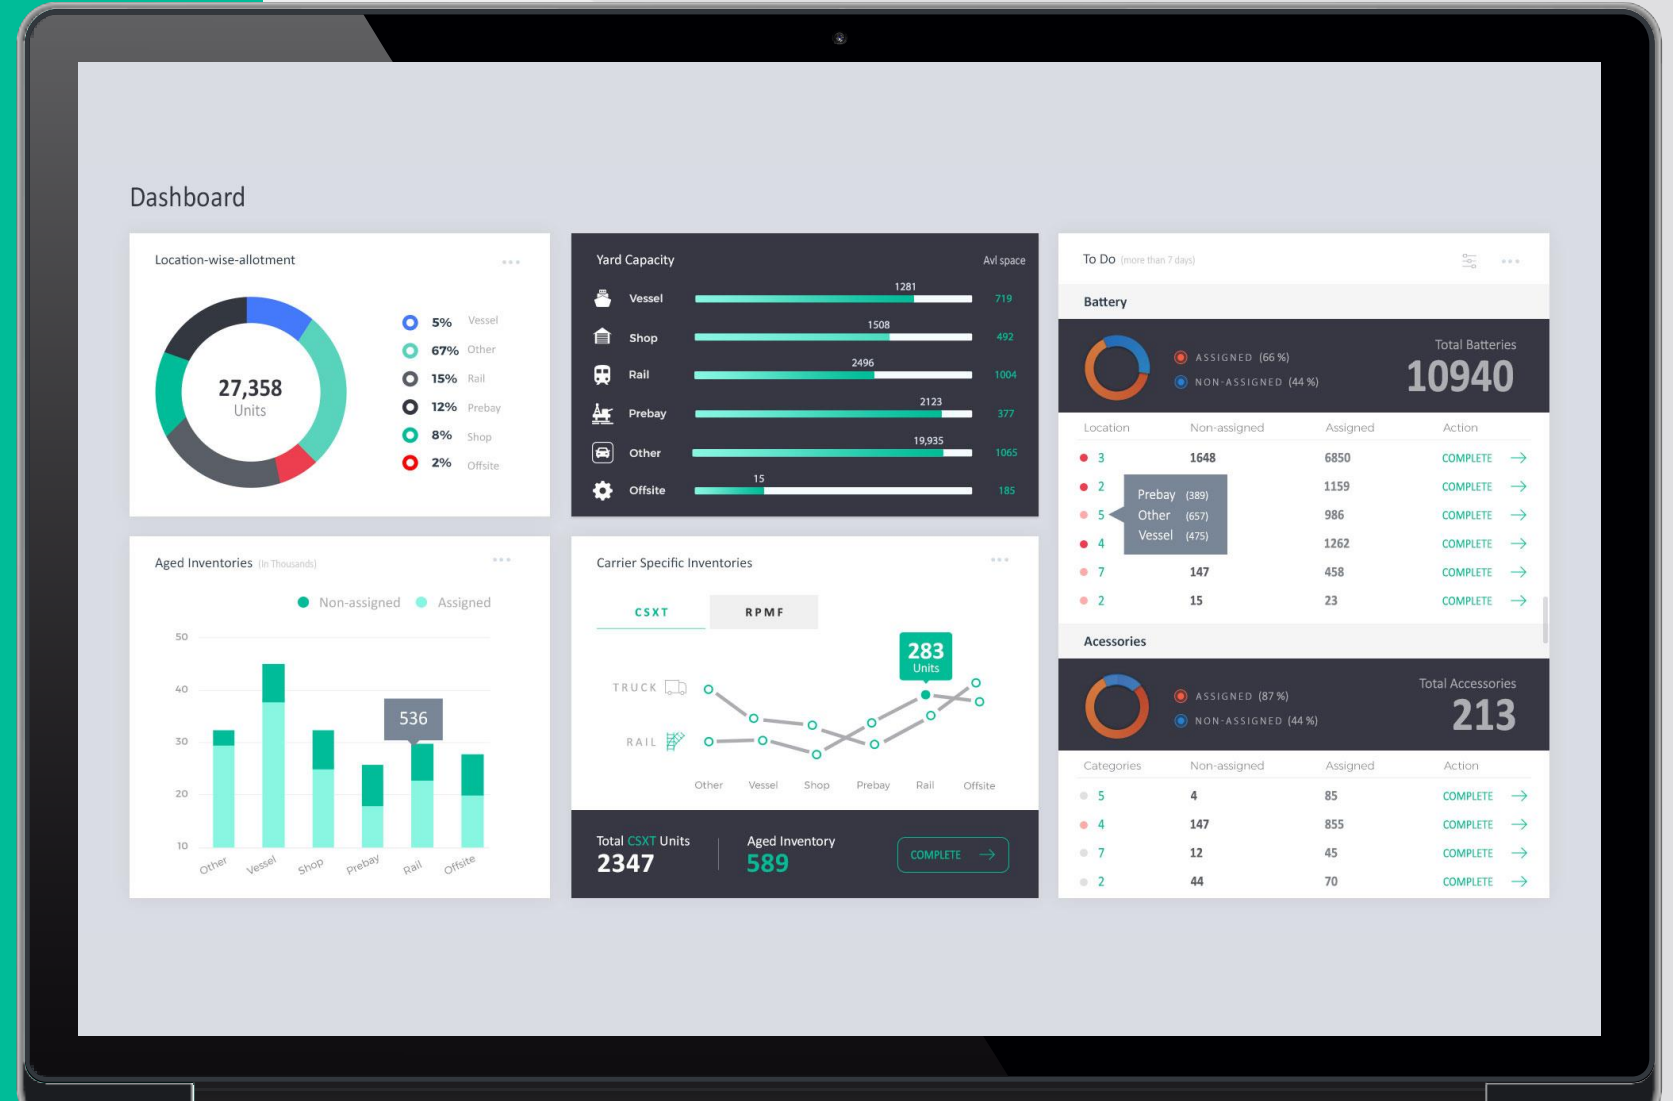 Dashboard
Location-wise-allotment
27,358
Units
5% Vessel
67% Other
15% Rail
12% Prebay
8% Shop
2% Offsite
Yard Capacity Avl space
1281
Vessel 719
1508
Shop 492
2496
Rail 1004
2123
Prebay 377
19,935
Other 1065
15
Offsite 185
To Do (more than 7 days)
Battery
ASSIGNED (66 %)
NON-ASSIGNED (44 %)
Total Batteries
10940
Location Non-assigned Assigned Action
3 1648 6850 COMPLETE
2 1159 COMPLETE
5 986 COMPLETE
4 1262 COMPLETE
7 147 458 COMPLETE
2 15 23 COMPLETE
Prebay (389)
Other (657)
Vessel (475)
Acessories
ASSIGNED (87 %)
NON-ASSIGNED (44 %)
Total Accessories
213
Categories Non-assigned Assigned Action
5 4 85 COMPLETE
4 147 855 COMPLETE
7 12 45 COMPLETE
2 44 70 COMPLETE
Aged Inventories (In Thousands)
Non-assigned Assigned
50
40
30
20
10
536
Other Vessel Shop Prebay Rail Offsite
Carrier Specific Inventories
CSXT RPMF
283
Units
TRUCK
RAIL
Other Vessel Shop Prebay Rail Offsite
Total CSXT Units
2347
Aged Inventory
589
COMPLETE